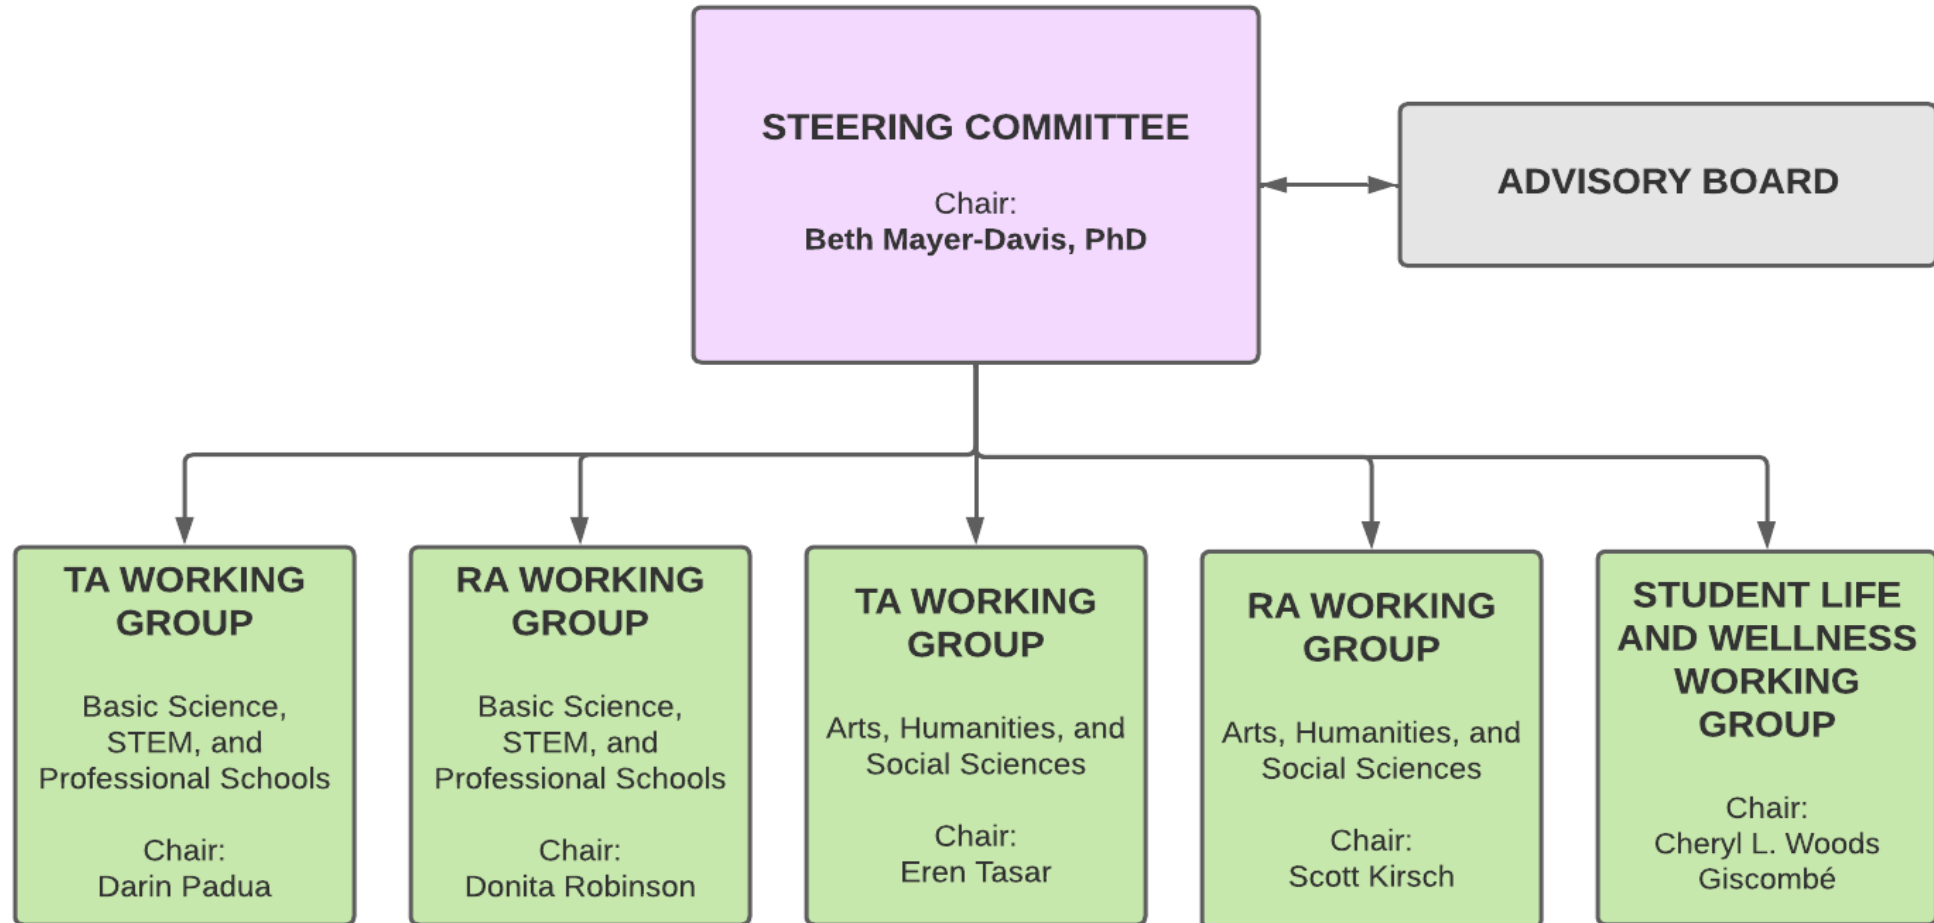 STEERING COMMITTEE
Chair:
Beth Mayer-Davis, PhD
ADVISORY BOARD
TA WORKING
GROUP
Basic Science,
STEM, and
Professional Schools
Chair:
Darin Padua
RA WORKING
GROUP
Basic Science,
STEM, and
Professional Schools
Chair:
Donita Robinson
TA WORKING
GROUP
Arts, Humanities, and
Social Sciences
Chair:
Eren Tasar
RA WORKING
GROUP
Arts, Humanities, and
Social Sciences
Chair:
Scott Kirsch
STUDENT LIFE
AND WELLNESS
WORKING
GROUP
Chair:
Cheryl L. Woods
Giscombé